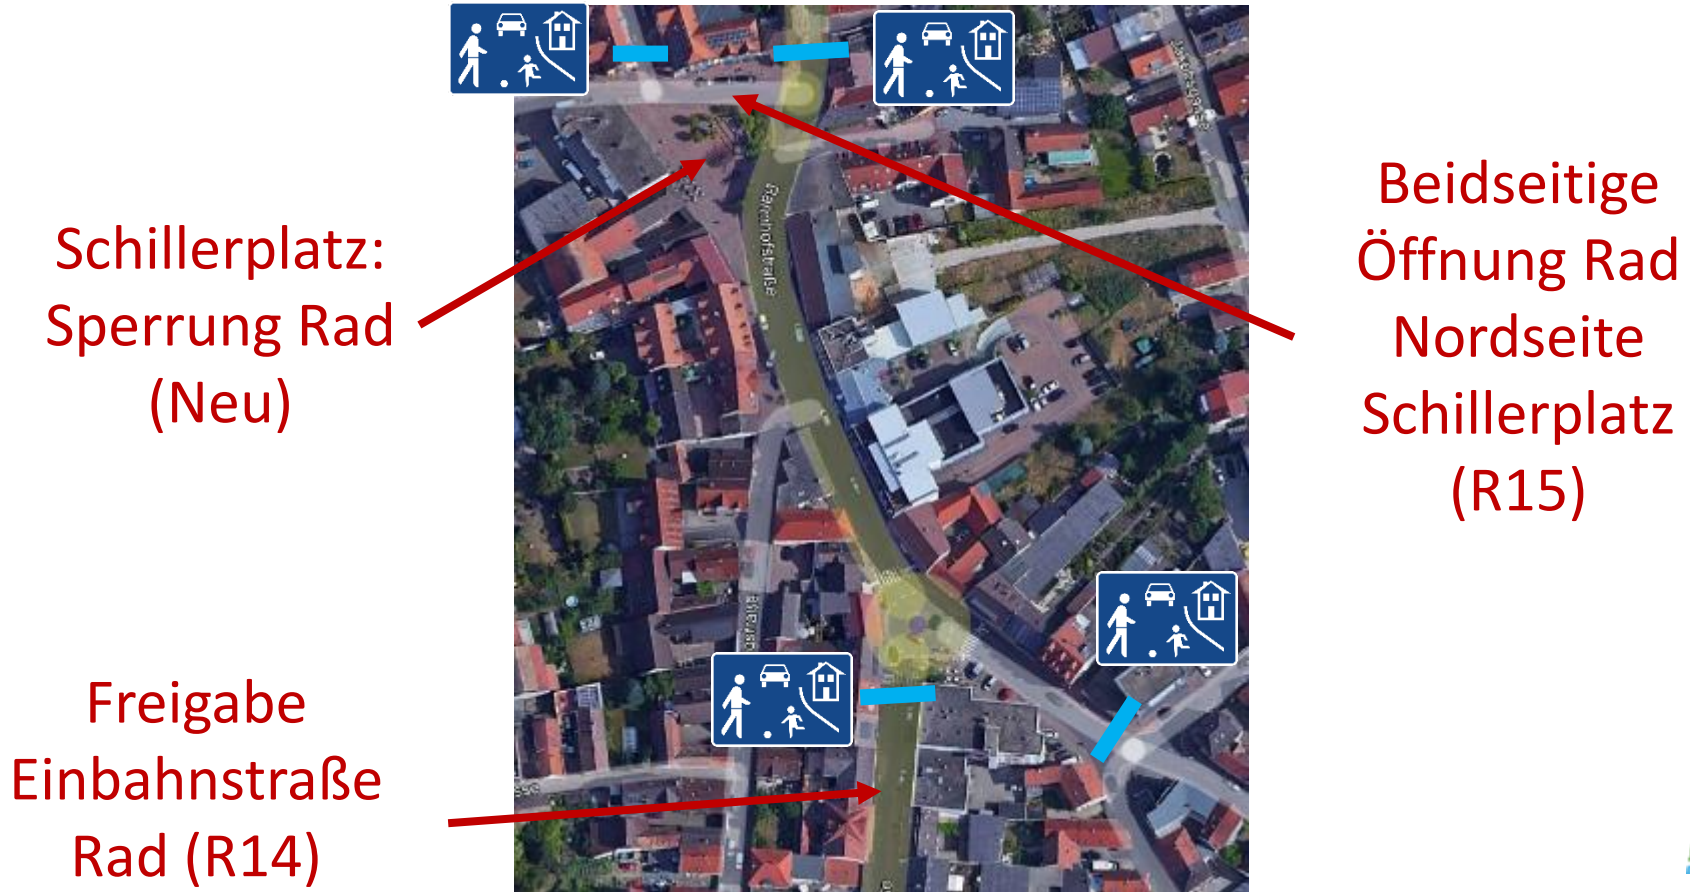 Schillerplatz:
Sperrung Rad
(Neu)
Beidseitige
Öffnung Rad
Nordseite
Schillerplatz
(R15)
Bahnhofstraße
Freigabe
Einbahnstraße
Rad (R14)